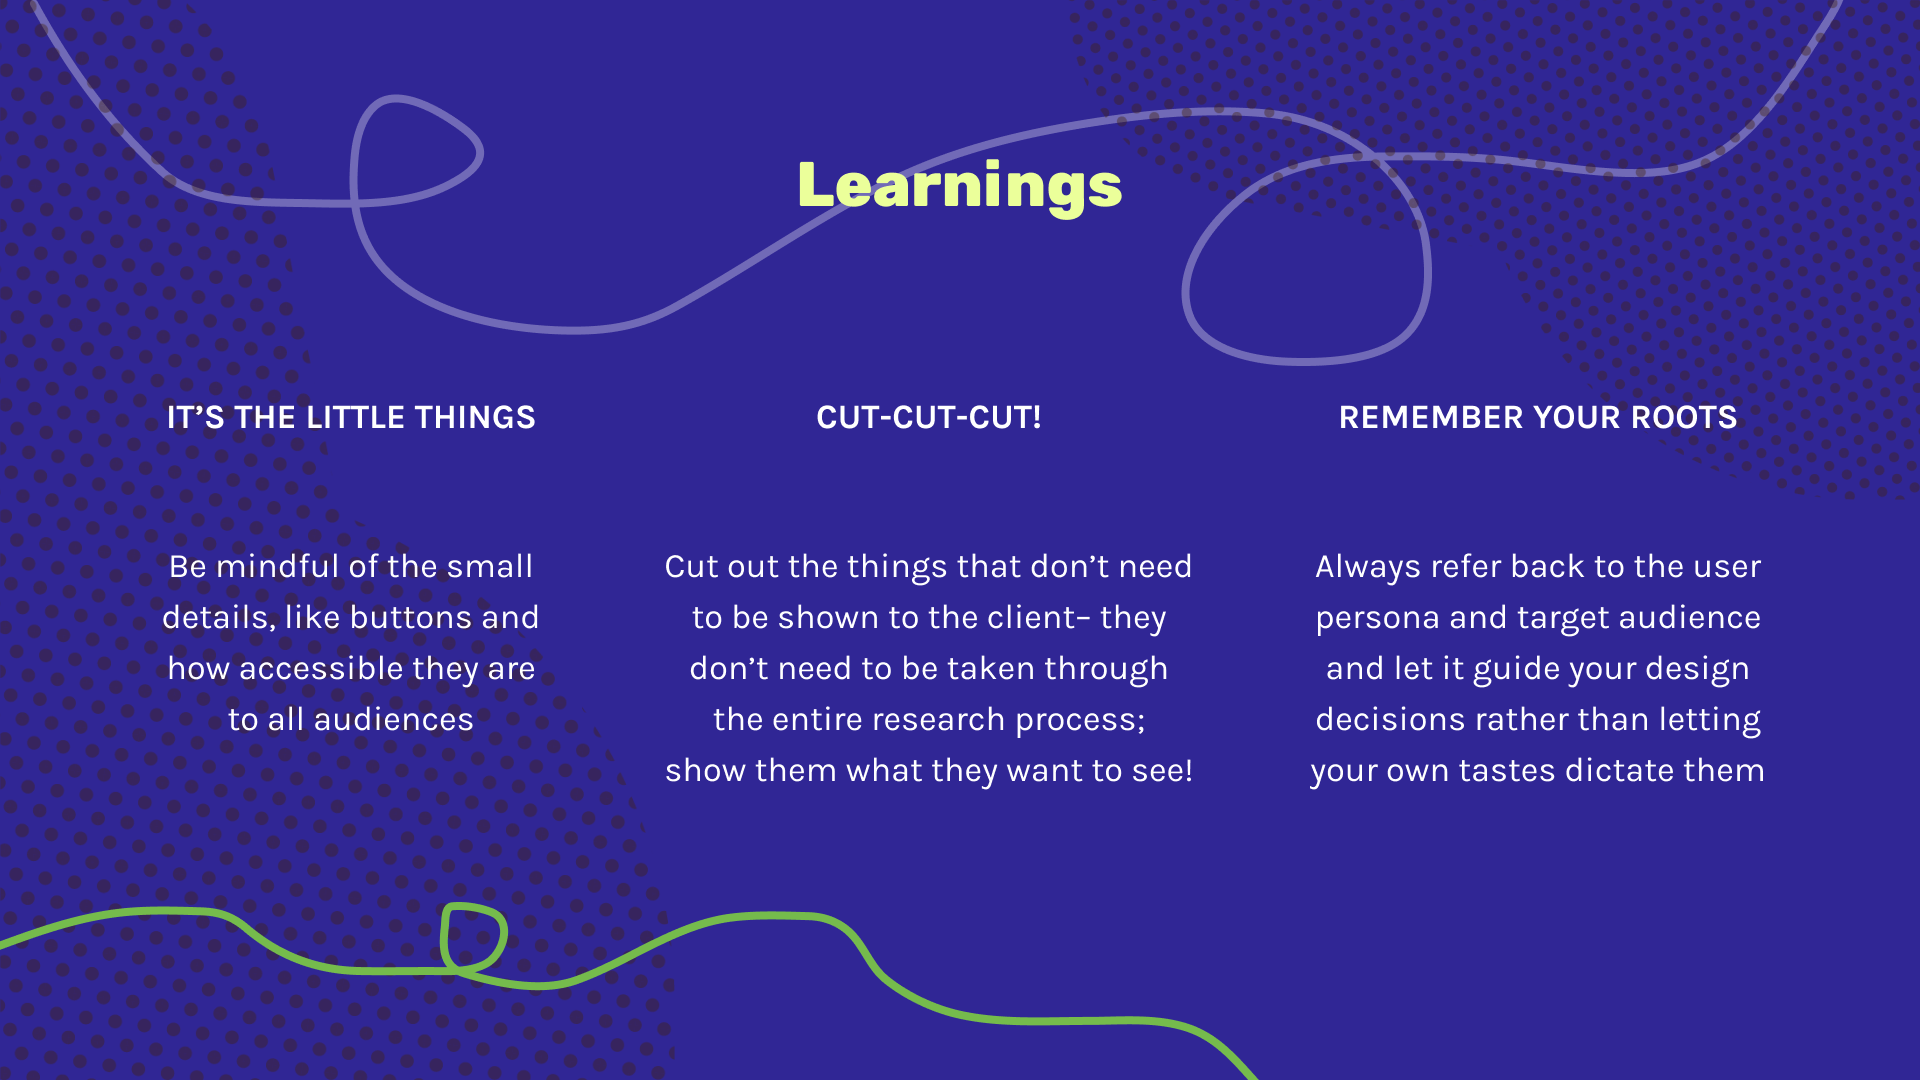 Learnings
IT’S THE LITTLE THINGS
Be mindful of the small
details, like buttons and
how accessible they are
to all audiences
CUT-CUT-CUT!
Cut out the things that don’t need
to be shown to the client– they
don’t need to be taken through
the entire research process;
show them what they want to see!
REMEMBER YOUR ROOTS
Always refer back to the user
persona and target audience
and let it guide your design
decisions rather than letting
your own tastes dictate them